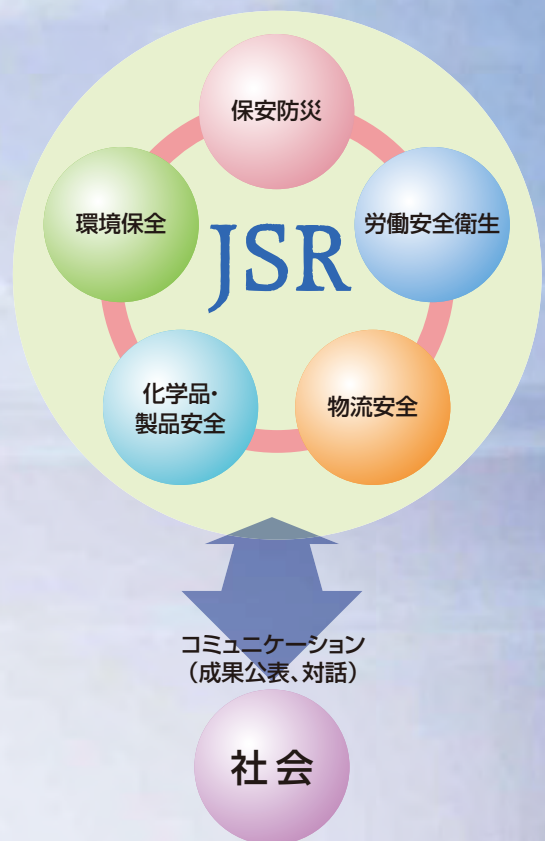 保安防災
環境保全
労働安全衛生
JSR
化学品・
製品安全
物流安全
コミュニケーション
（成果公表、対話）
社会